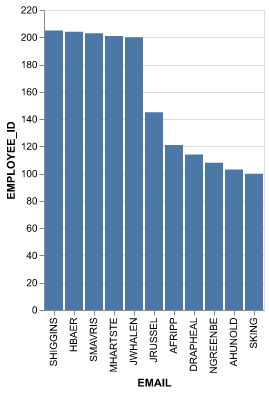 220
200
180
160
140
120
100
80
60
40
20
0
EMPLOYEE_ID
SHIGGINS
HBAER
SMAVRIS
MHARTSTE
JWHALEN
JRUSSEL
AFRIPP
DRAPHEAL
NGREENBE
AHUNOLD
SKING
EMAIL